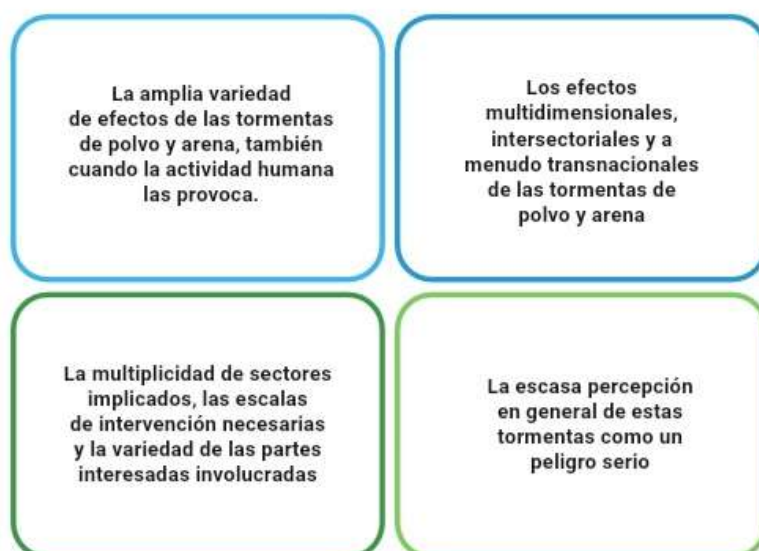 La amplia variedad
de efectos de las tormentas
de polvo y arena, también
cuando la actividad humana
las provoca.
Los efectos
multidimensionales,
intersectoriales y a
menudo transnacionales
de las tormentas de
polvo y arena
La multiplicidad de sectores
implicados, las escalas
de intervención necesarias
y la variedad de las partes
interesadas involucradas
La escasa percepción
en general de estas
tormentas como un
peligro serio